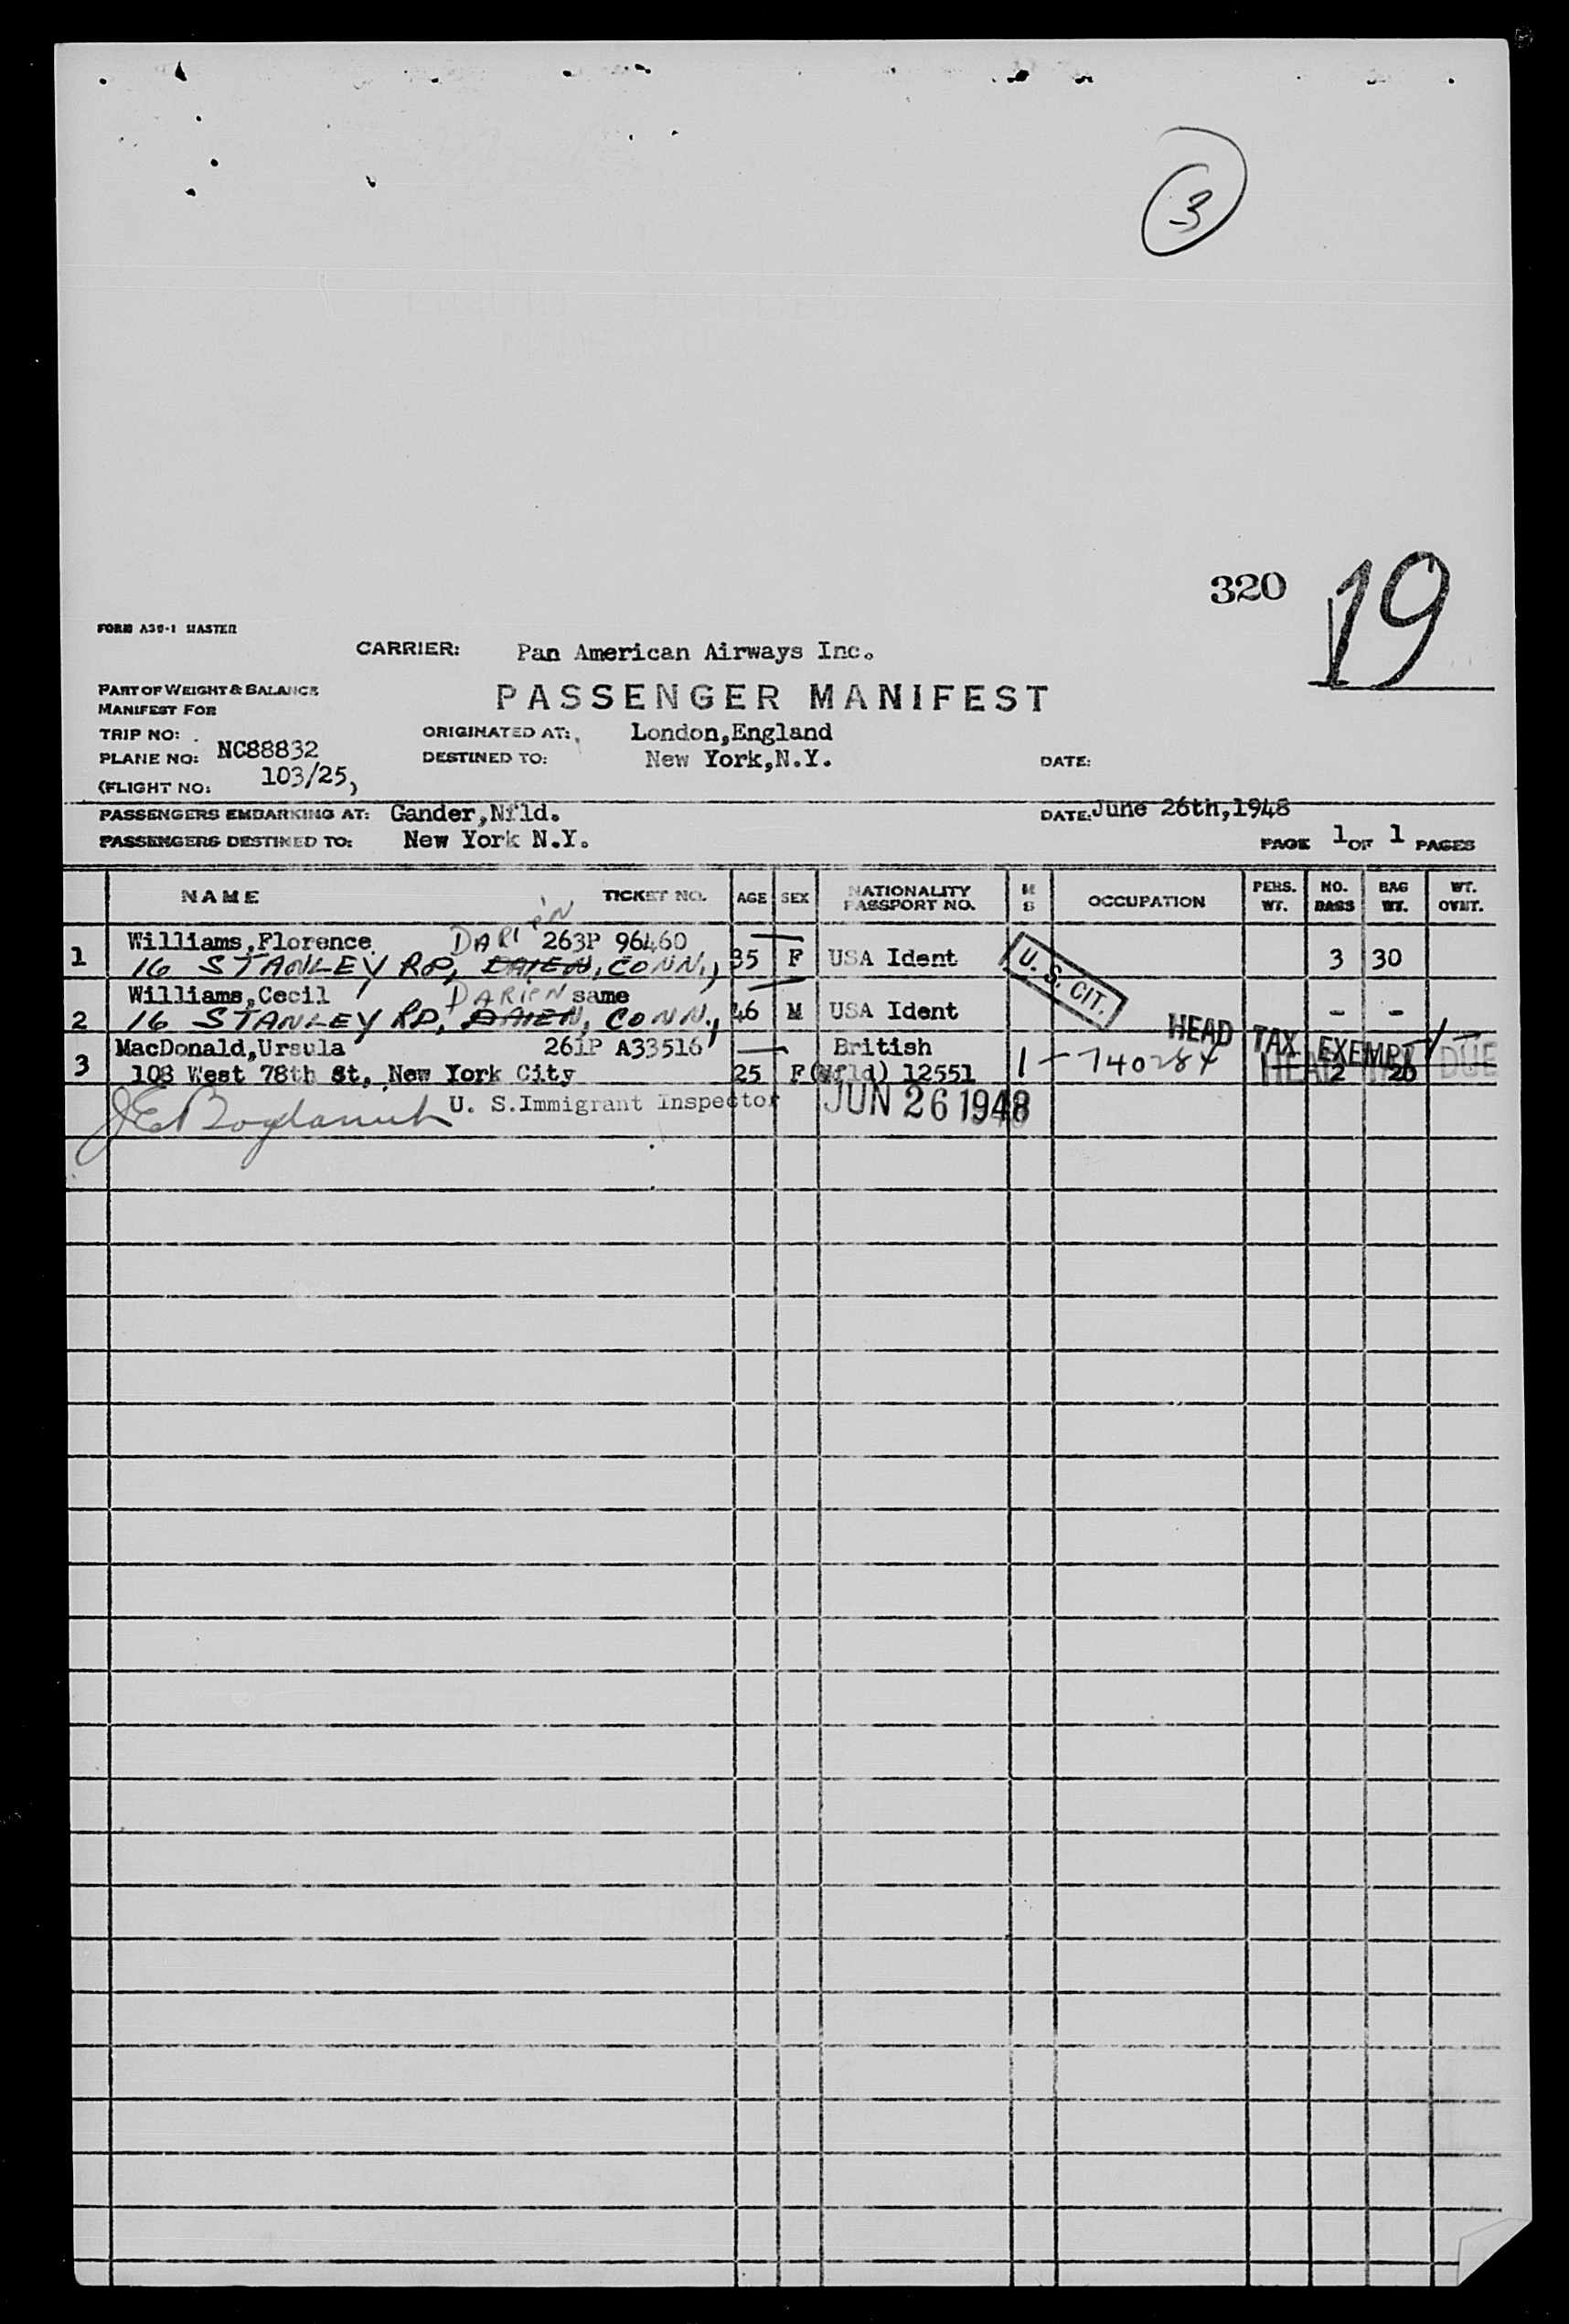 3
320 19
FORM A30-1 MASTER
CARRIER: Pan American Airways Inc.
PART OF WEIGHT & BALANCE
MANIFEST FOR
PASSENGER MANIFEST
TRIP NO:
ORIGINATED AT: London,England
PLANE NO: NC88832
DESTINED TO: New York,N.Y.
DATE:
(FLIGHT NO: 103/25,)
PASSENGERS EMBARKING AT: Gander,Nfld.
DATE: June 26th,1948
PASSENGERS DESTINED TO: New York N.Y.
PAGE 1 OF 1 PAGES
NAME TICKET NO. AGE SEX NATIONALITY PASSPORT NO. M S OCCUPATION PERS. WT. NO. BAGS BAG WT. WT. OVWT.
Williams,Florence DARIEN 263P 96460
1 16 STANLEY RD, DAIEN, CONN., 35 F USA Ident U. S. CIT. 3 30
Williams,Cecil DARIEN same
2 16 STANLEY RD, DAIEN, CONN., 46 M USA Ident - -
HEAD TAX EXEMPT
MacDonald,Ursula 261P A33516 British
3 108 West 78th St, New York City 25 F (Nfld) 12551 1-740284 2 20 DUE
U. S.Immigrant Inspector JUN 26 1948